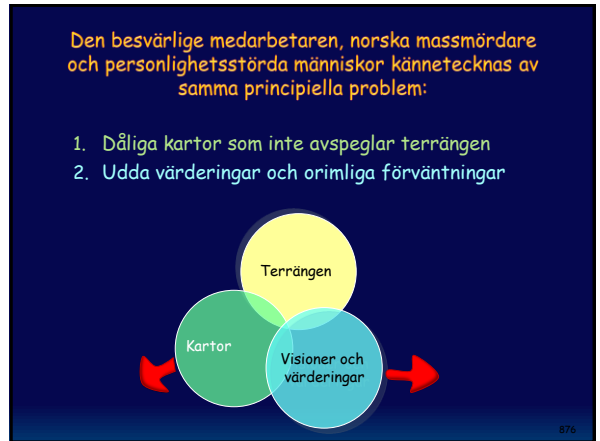 Den besvärlige medarbetaren, norska massmördare
och personlighetsstörda människor kännetecknas av
samma principiella problem:
1. Dåliga kartor som inte avspeglar terrängen
2. Udda värderingar och orimliga förväntningar
Terrängen
Kartor
Visioner och
värderingar
876